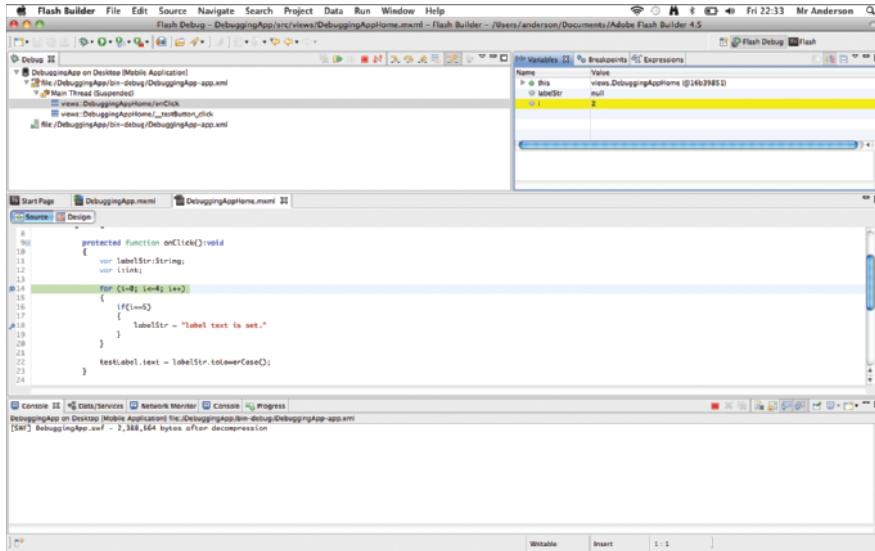 Flash Builder File Edit Source Navigate Search Project Data Run Window Help Fri 22:33 Mr Anderson
Flash Debug – DebuggingApp/src/views/DebuggingAppHome.mxml – Flash Builder – /Users/anderson/Documents/Adobe Flash Builder 4.5
Flash Debug Flash
Debug
DebuggingApp on Desktop [Mobile Application]
file:/DebuggingApp/bin-debug/DebuggingApp-app.xml
Main Thread (Suspended)
views::DebuggingAppHome/onClick
views::DebuggingAppHome/__testButton_click
file:/DebuggingApp/bin-debug/DebuggingApp-app.xml
Variables Breakpoints Expressions
Name Value
this views.DebuggingAppHome (@16b39851)
labelStr null
i 2
Start Page DebuggingApp.mxml DebuggingAppHome.mxml
Source Design
8
9 protected function onClick():void
10 {
11 var labelStr:String;
12 var i:int;
13
14 for (i=0; i<=4; i++)
15 {
16 if(i==5)
17 {
18 labelStr = "label text is set."
19 }
20 }
21
22 testLabel.text = labelStr.toLowerCase();
23 }
24
Console Data/Services Network Monitor Console Progress
DebuggingApp on Desktop [Mobile Application] file:/DebuggingApp/bin-debug/DebuggingApp-app.xml
[SWF] DebuggingApp.swf - 2,388,664 bytes after decompression
Writable Insert 1 : 1